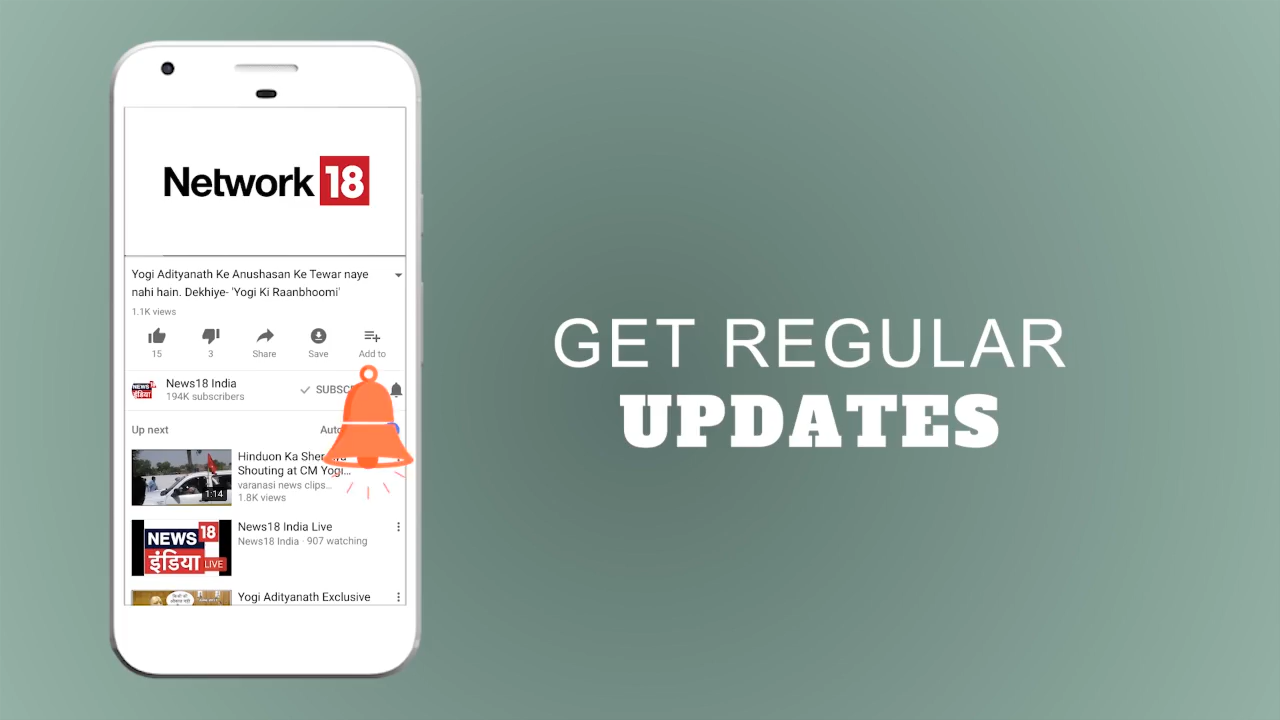 Network 18
Yogi Adityanath Ke Anushasan Ke Tewar naye
nahi hain. Dekhiye- 'Yogi Ki Raanbhoomi'
1.1K views
15
3
Share
Save
Add to
News18 India
194K subscribers
Up next
Hinduon Ka
Shouting at CM Yogi...
varanasi news clips...
1.8K views
1:14
News18 India Live
News18 India · 907 watching
NEWS 18
इंडिया LIVE
Yogi Adityanath Exclusive
GET REGULAR
UPDATES